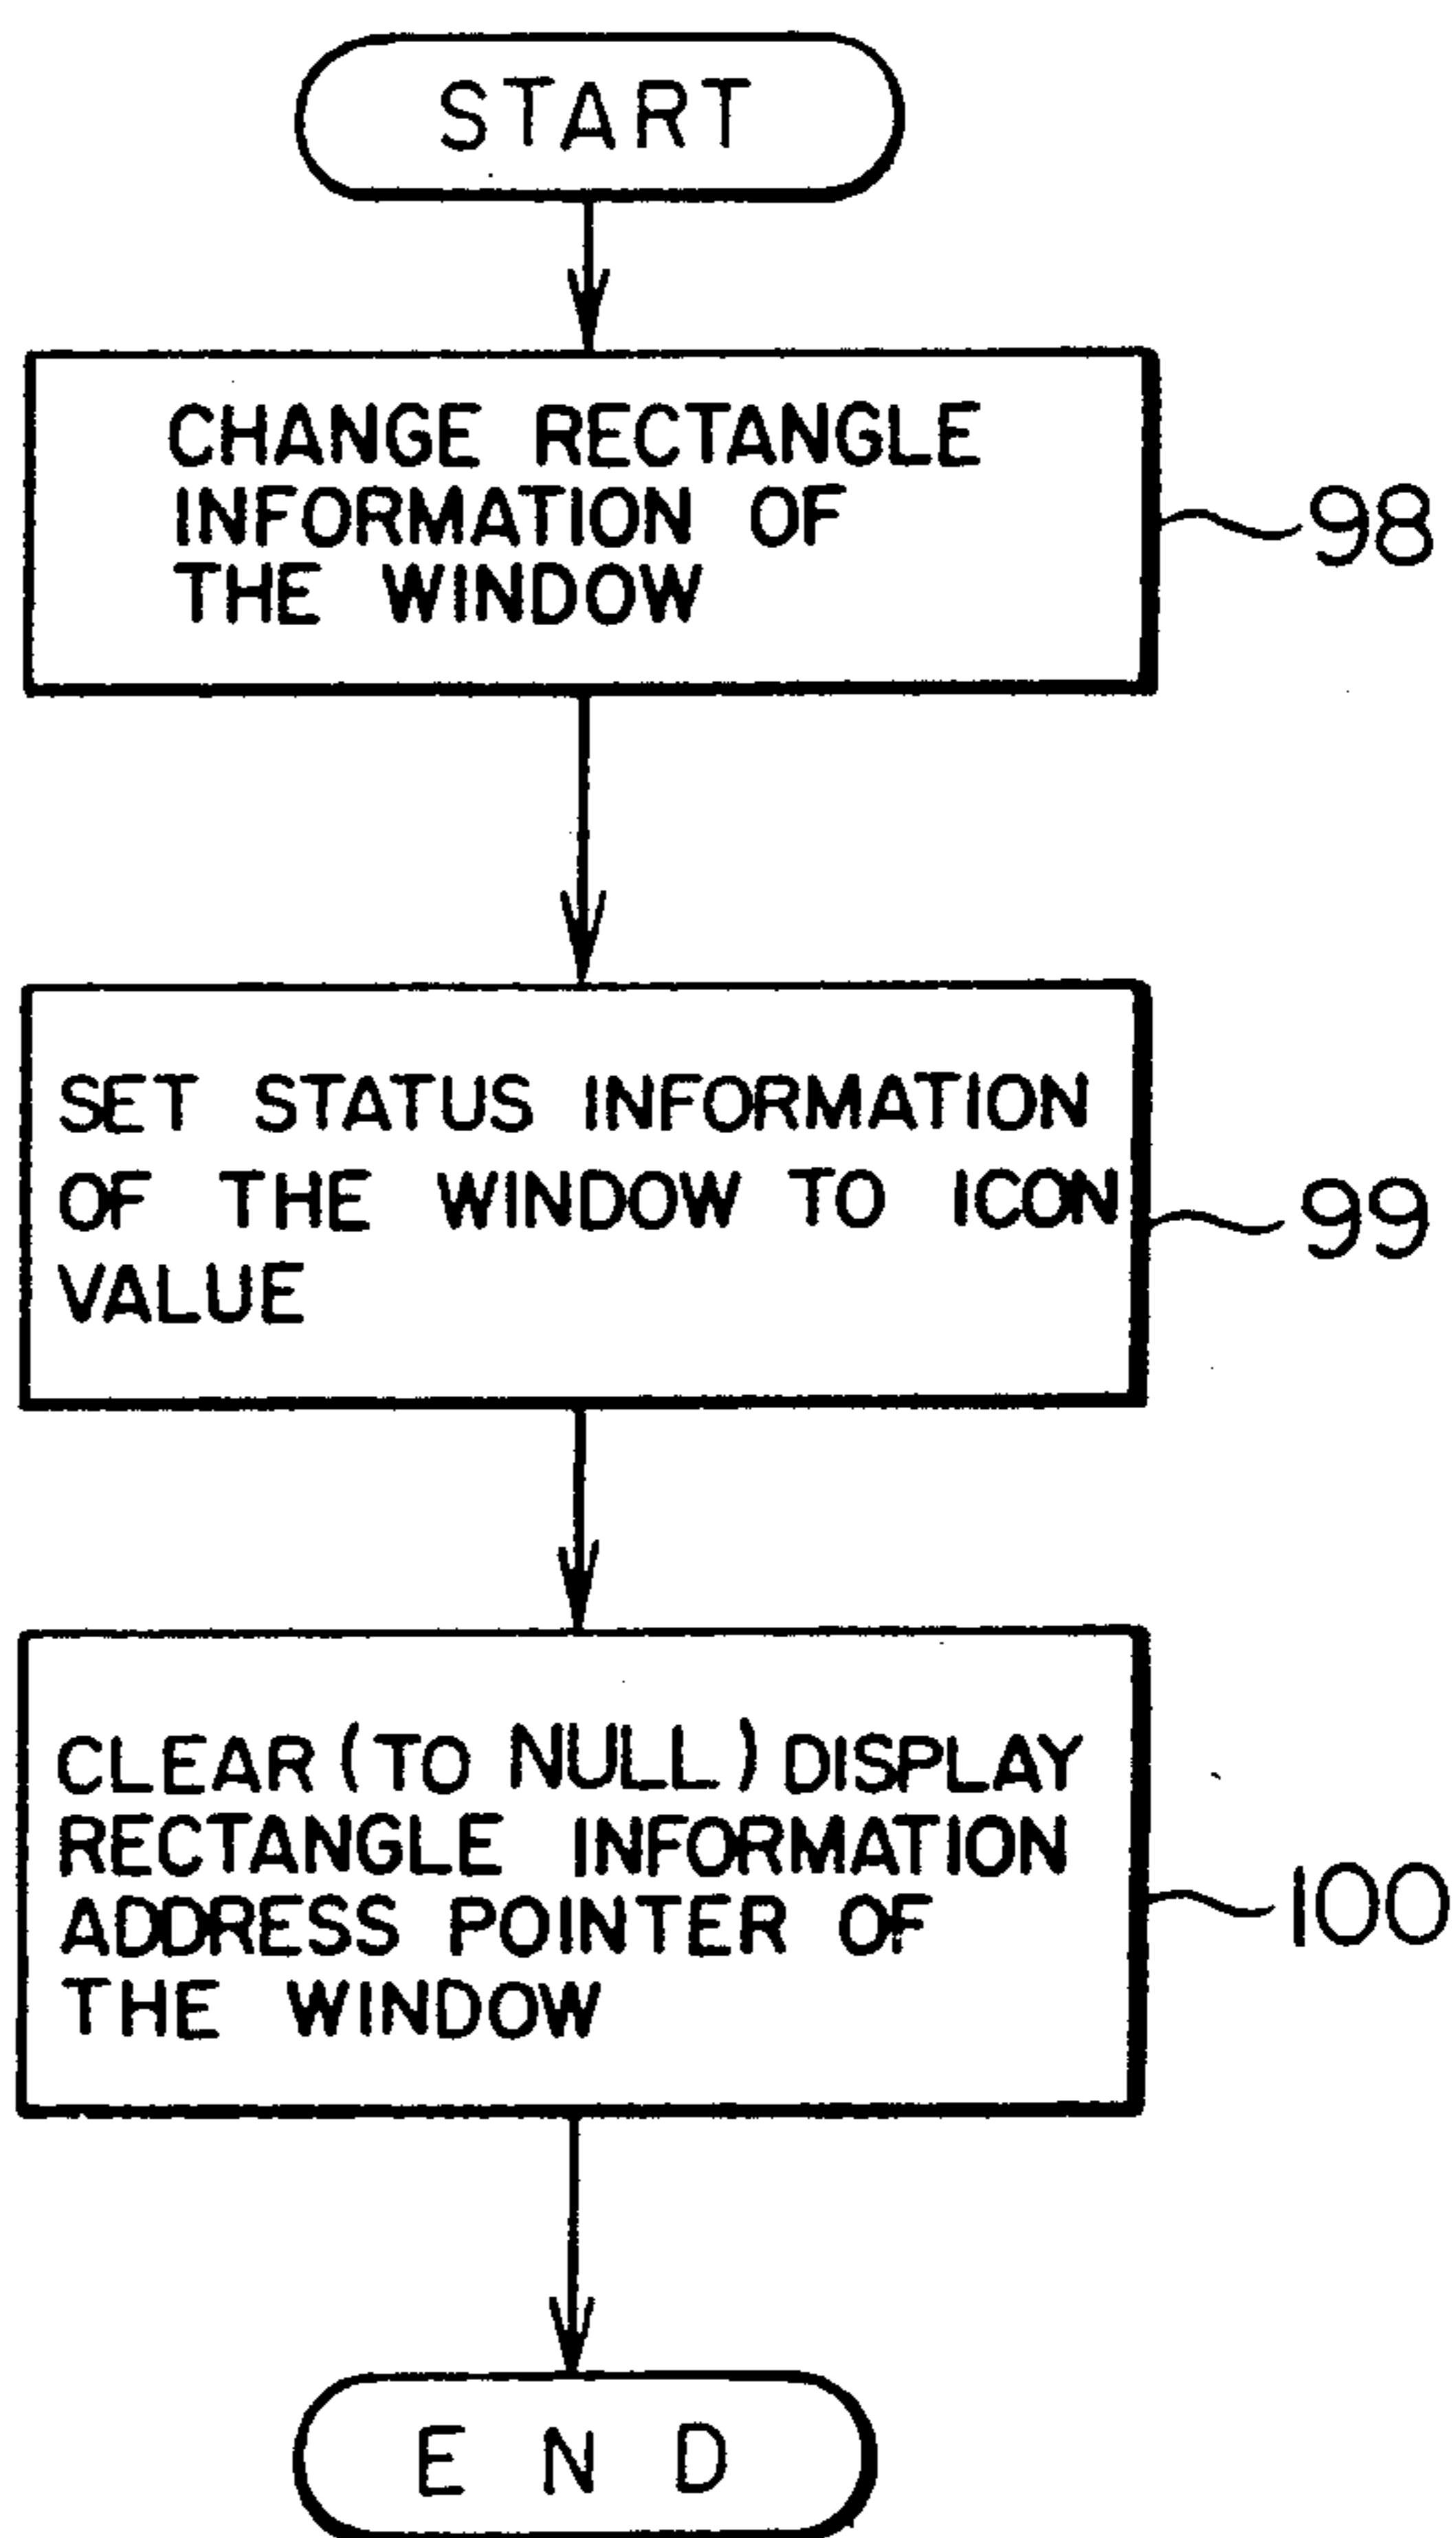 START
CHANGE RECTANGLE
INFORMATION OF
THE WINDOW
98
SET STATUS INFORMATION
OF THE WINDOW TO ICON
VALUE
99
CLEAR (TO NULL) DISPLAY
RECTANGLE INFORMATION
ADDRESS POINTER OF
THE WINDOW
100
END